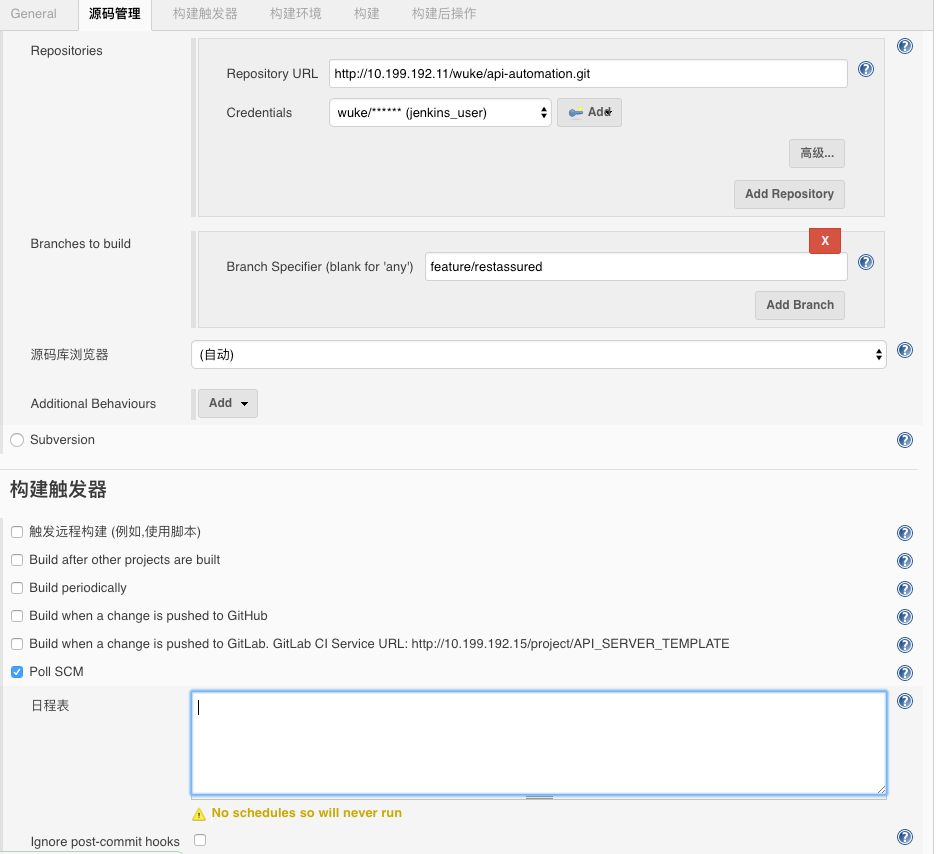 General 源码管理 构建触发器 构建环境 构建 构建后操作
Repositories
Repository URL http://10.199.192.11/wuke/api-automation.git
Credentials wuke/****** (jenkins_user) Add
高级...
Add Repository
Branches to build
X
Branch Specifier (blank for 'any') feature/restassured
Add Branch
源码库浏览器 (自动)
Additional Behaviours Add
Subversion
构建触发器
触发远程构建 (例如,使用脚本)
Build after other projects are built
Build periodically
Build when a change is pushed to GitHub
Build when a change is pushed to GitLab. GitLab CI Service URL: http://10.199.192.15/project/API_SERVER_TEMPLATE
Poll SCM
日程表
No schedules so will never run
Ignore post-commit hooks